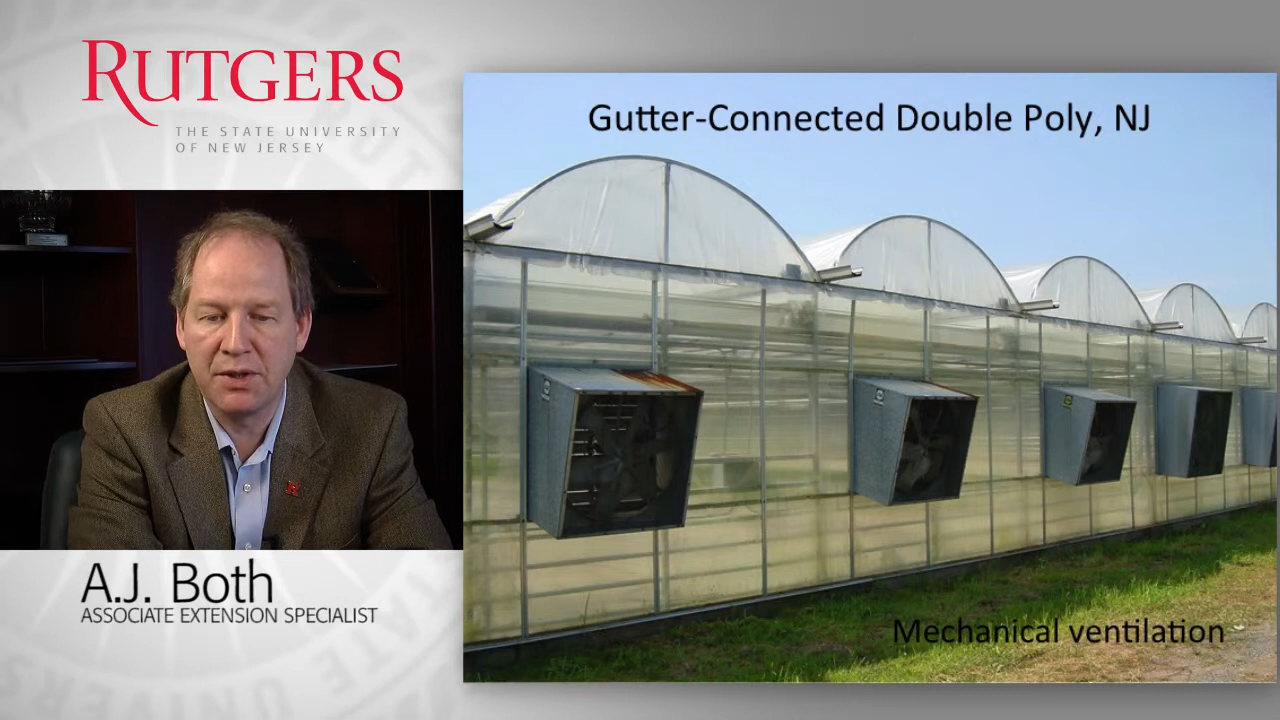 RUTGERS
THE STATE UNIVERSITY
OF NEW JERSEY
Gutter-Connected Double Poly, NJ
Mechanical ventilation
A.J. Both
ASSOCIATE EXTENSION SPECIALIST